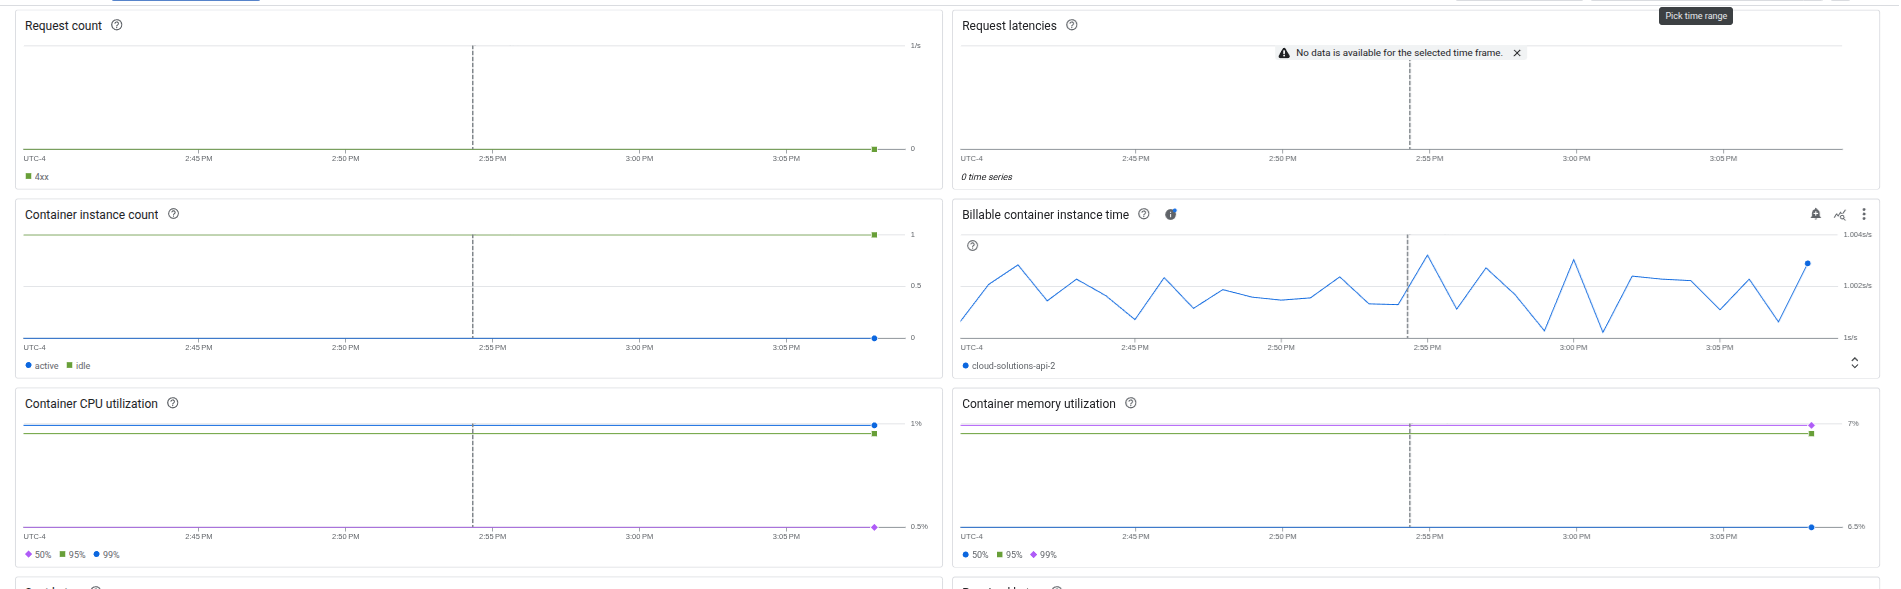 Pick time range
Request count
1/s
0
UTC-4 2:45 PM 2:50 PM 2:55 PM 3:00 PM 3:05 PM
4xx
Request latencies
No data is available for the selected time frame.
UTC-4 2:45 PM 2:50 PM 2:55 PM 3:00 PM 3:05 PM
0 time series
Container instance count
1
0.5
0
UTC-4 2:45 PM 2:50 PM 2:55 PM 3:00 PM 3:05 PM
active idle
Billable container instance time
1.004s/s
1.002s/s
1s/s
UTC-4 2:45 PM 2:50 PM 2:55 PM 3:00 PM 3:05 PM
cloud-solutions-api-2
Container CPU utilization
1%
0.5%
UTC-4 2:45 PM 2:50 PM 2:55 PM 3:00 PM 3:05 PM
50% 95% 99%
Container memory utilization
7%
6.5%
UTC-4 2:45 PM 2:50 PM 2:55 PM 3:00 PM 3:05 PM
50% 95% 99%